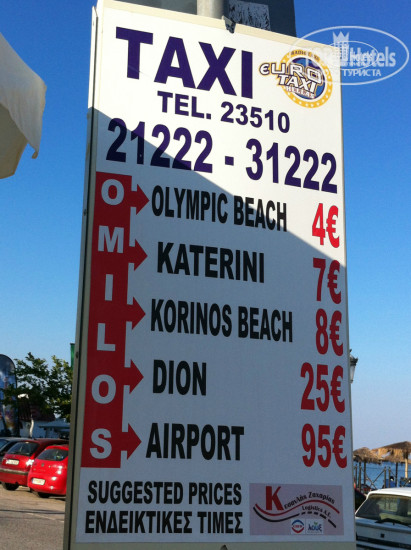 TAXI
EURO
TAXI
TEL. 23510
21222 - 31222
OMILOS
OLYMPIC BEACH 4€
KATERINI 7€
KORINOS BEACH 8€
DION 25€
AIRPORT 95€
SUGGESTED PRICES
ΕΝΔΕΙΚΤΙΚΕΣ ΤΙΜΕΣ
Hotels
ТУРИСТА